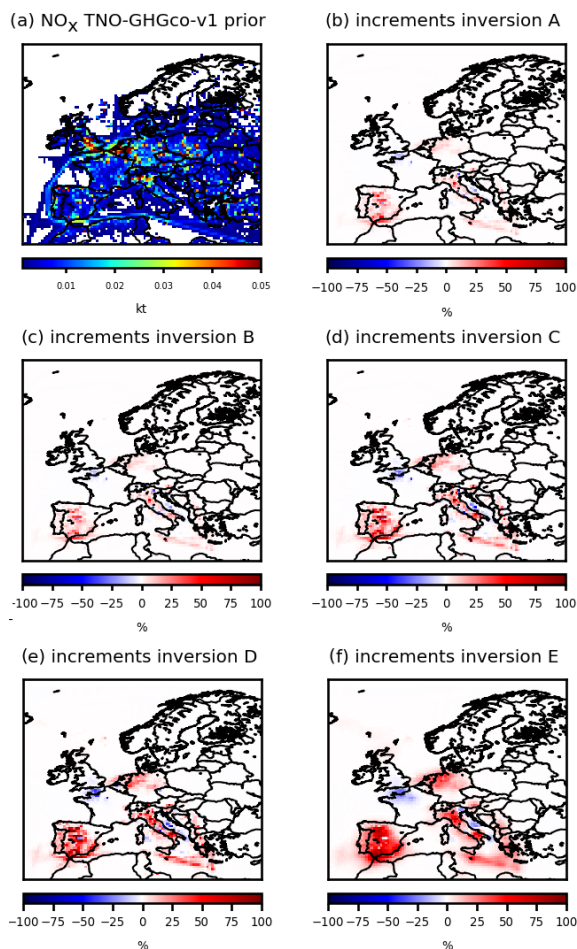 (a) NOX TNO-GHGco-v1 prior
(b) increments inversion A
0.01 0.02 0.03 0.04 0.05
kt
−100 −75 −50 −25 0 25 50 75 100
%
(c) increments inversion B
(d) increments inversion C
-100 −75 −50 −25 0 25 50 75 100
-
%
−100 −75 −50 −25 0 25 50 75 100
%
(e) increments inversion D
(f) increments inversion E
−100 −75 −50 −25 0 25 50 75 100
%
−100 −75 −50 −25 0 25 50 75 100
%